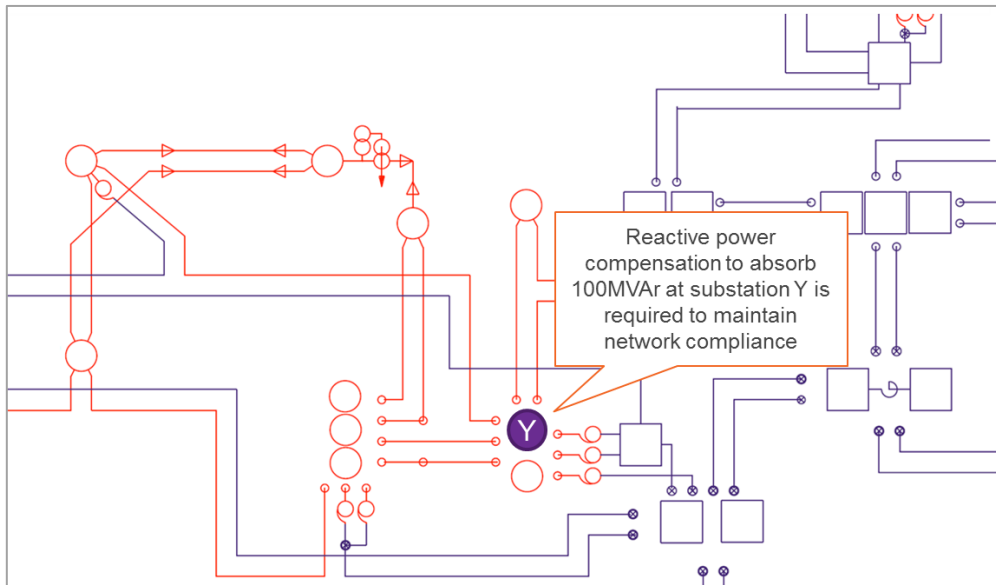 Reactive power
compensation to absorb
100MVAr at substation Y is
required to maintain
network compliance
Y